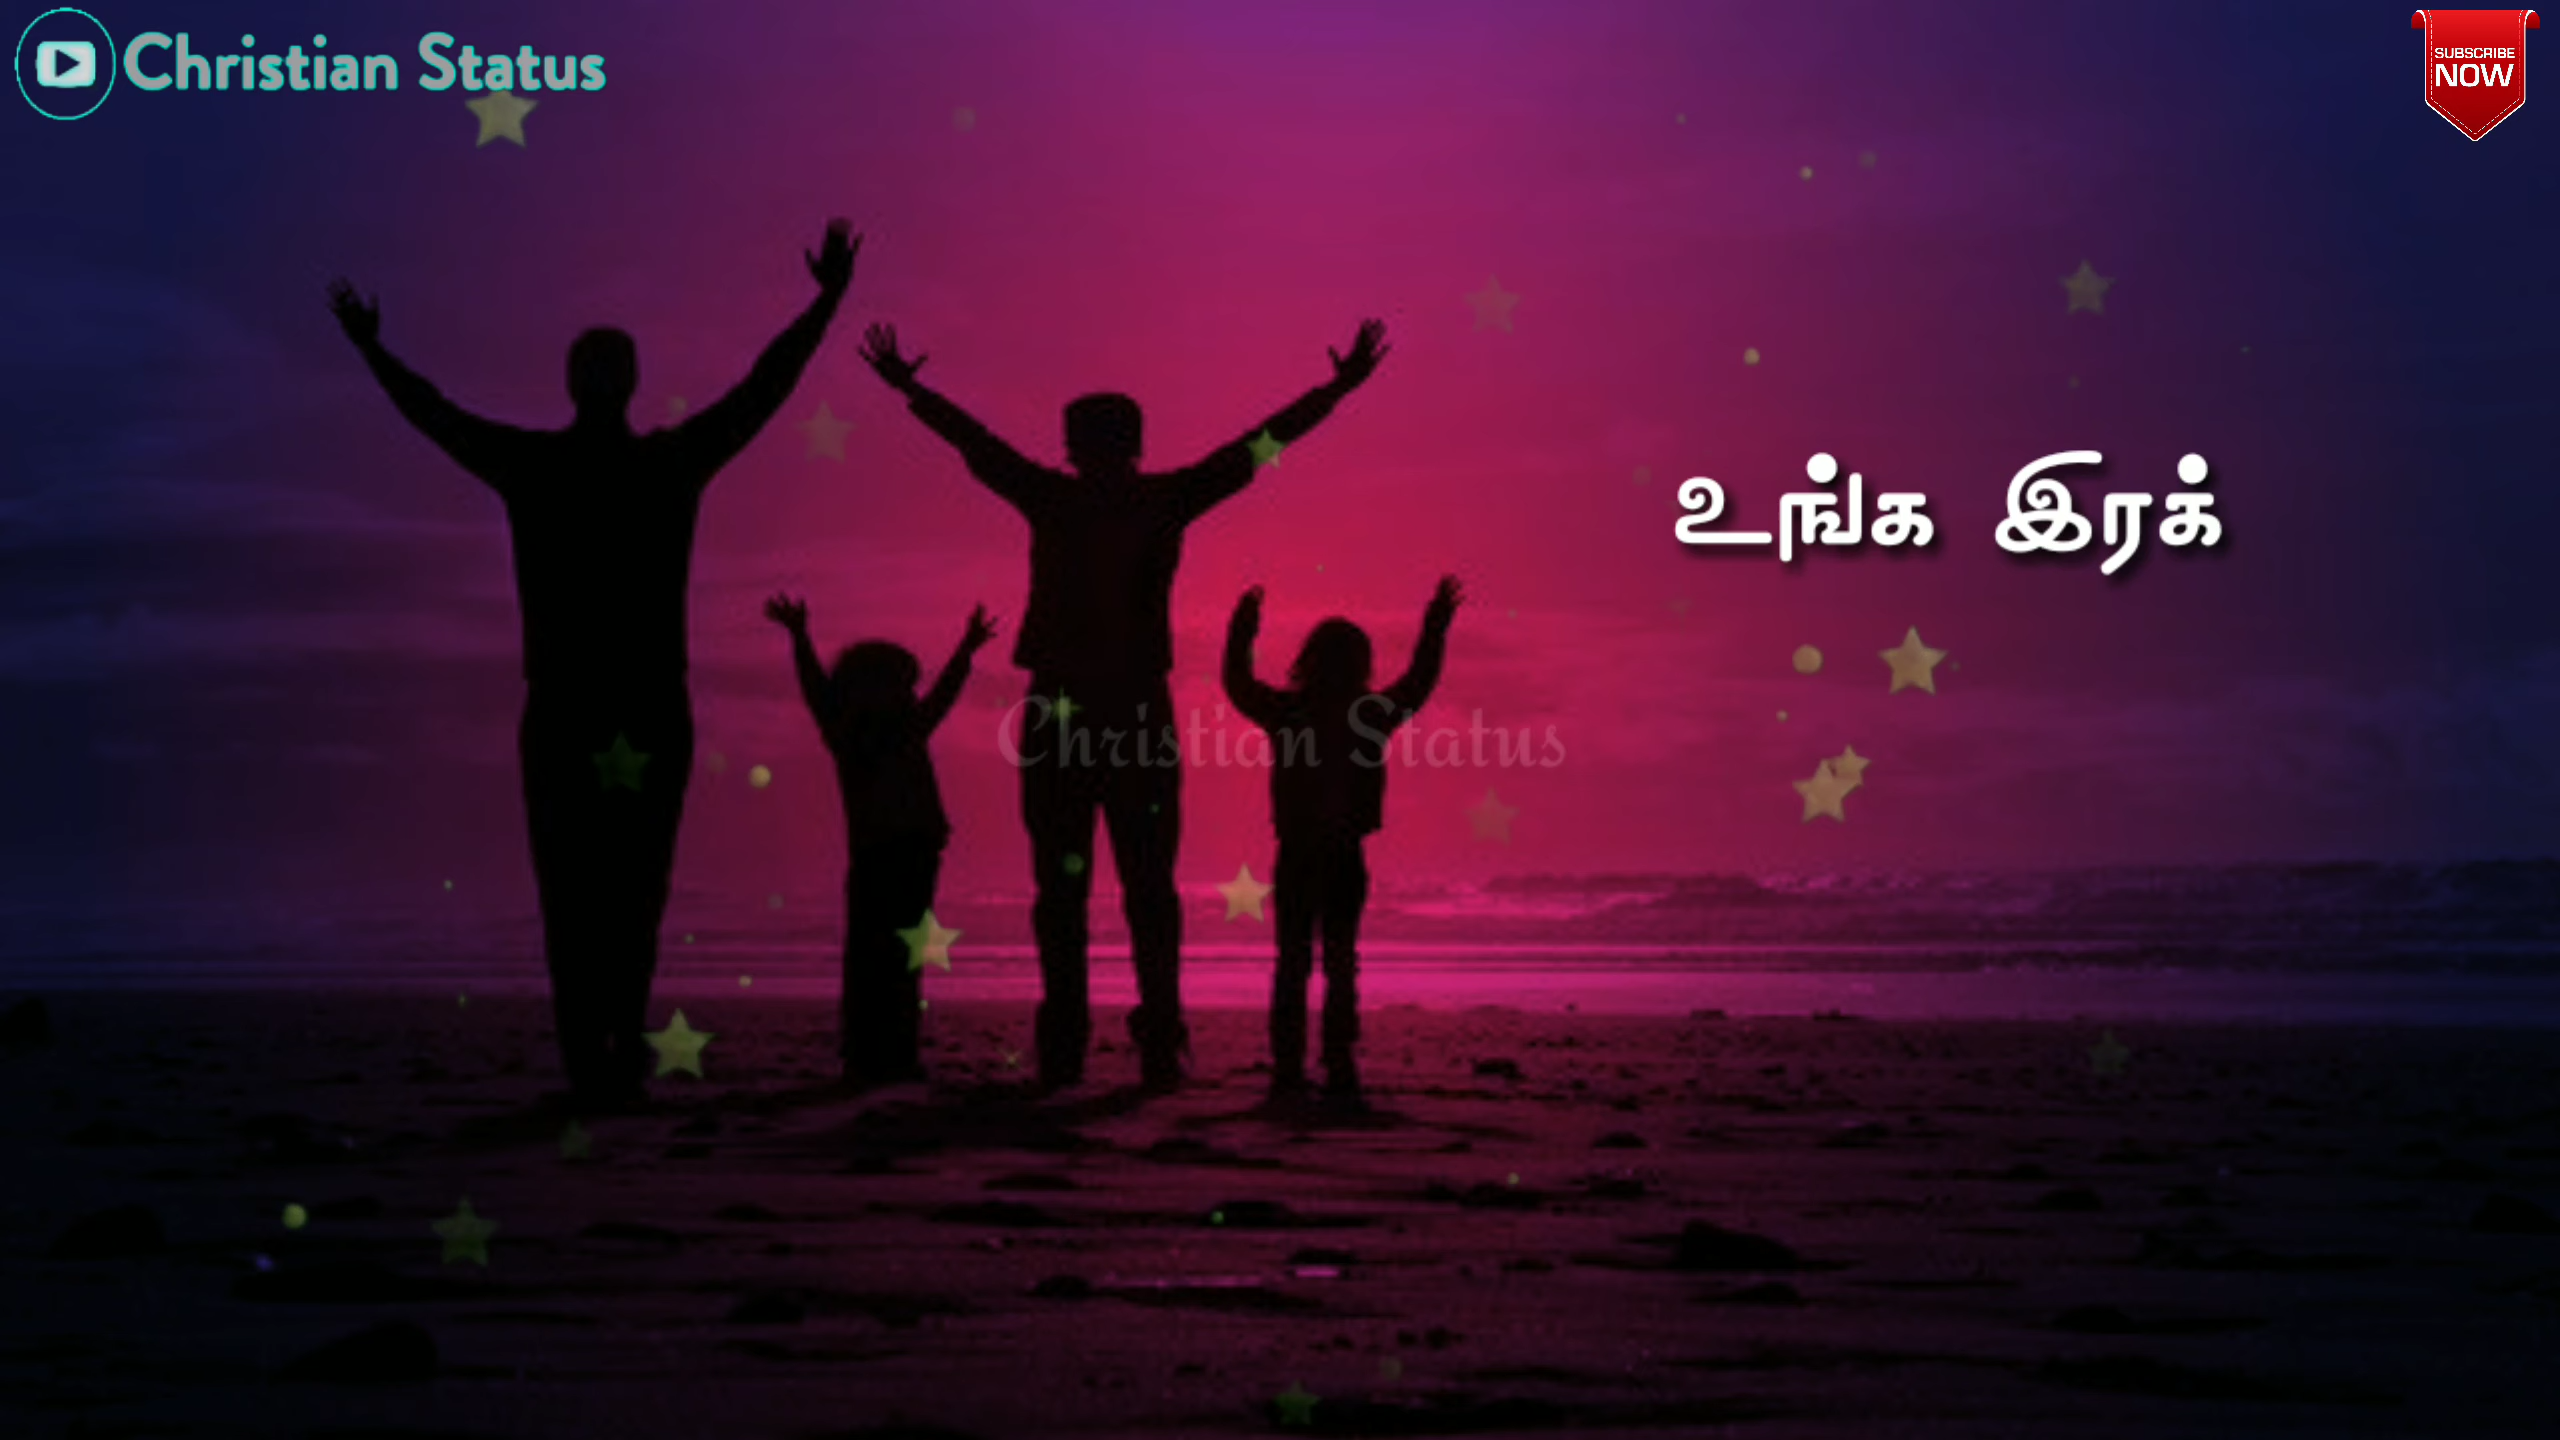 Christian Status
SUBSCRIBE
NOW
உங்க இரக்
Christian Status